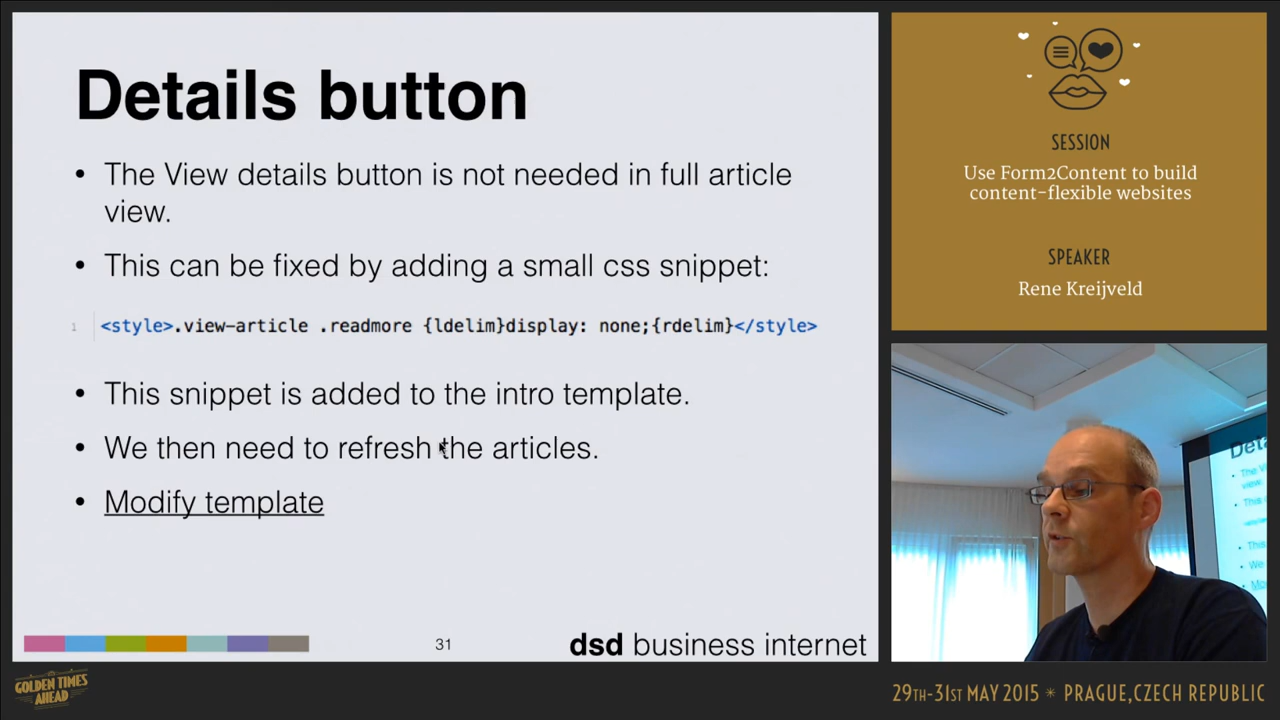 Details button
• The View details button is not needed in full article
view.
• This can be fixed by adding a small css snippet:
1 <style>.view-article .readmore {ldelim}display: none;{rdelim}</style>
• This snippet is added to the intro template.
• We then need to refresh the articles.
• Modify template
31
dsd business internet
SESSION
Use Form2Content to build
content-flexible websites
SPEAKER
Rene Kreijveld
GOLDEN TIMES
AHEAD
29TH-31ST MAY 2015 * PRAGUE,CZECH REPUBLIC